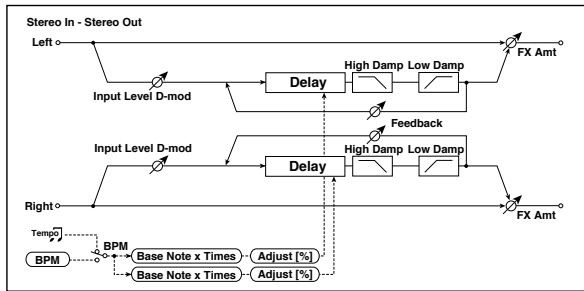 Stereo In - Stereo Out
Left
FX Amt
High Damp Low Damp
Delay
Input Level D-mod
Feedback
Input Level D-mod
High Damp Low Damp
Delay
Right
FX Amt
Tempo
BPM
BPM
Base Note x Times Adjust [%]
Base Note x Times Adjust [%]